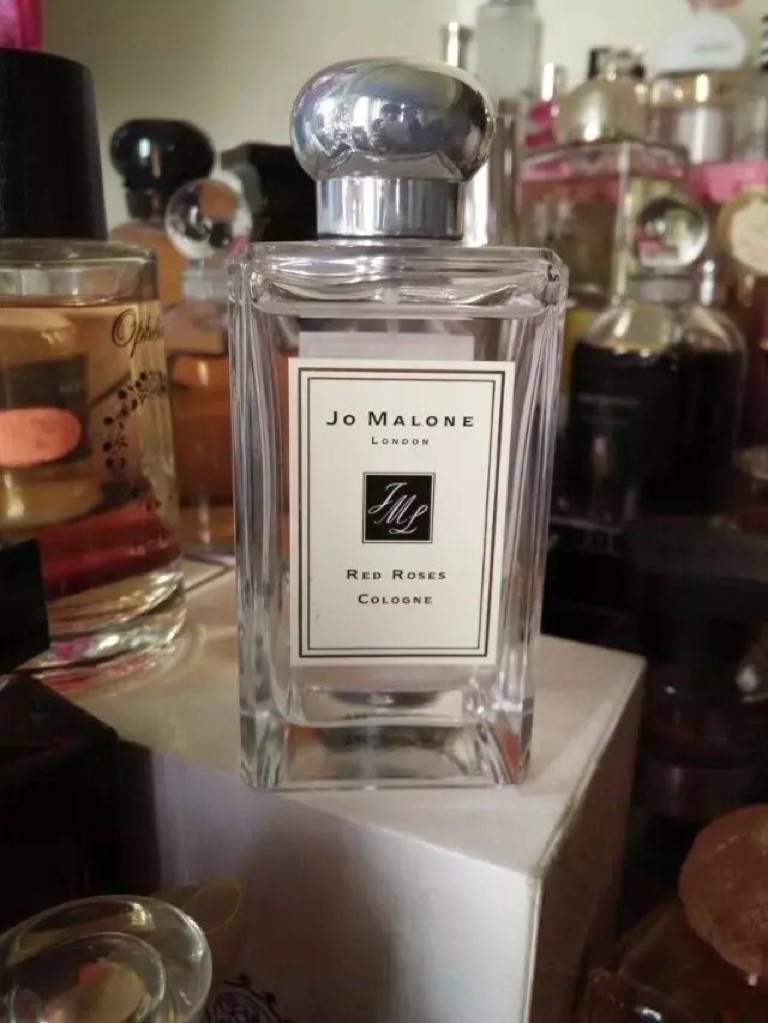 Jo Malone
London
JML
Red Roses
Cologne